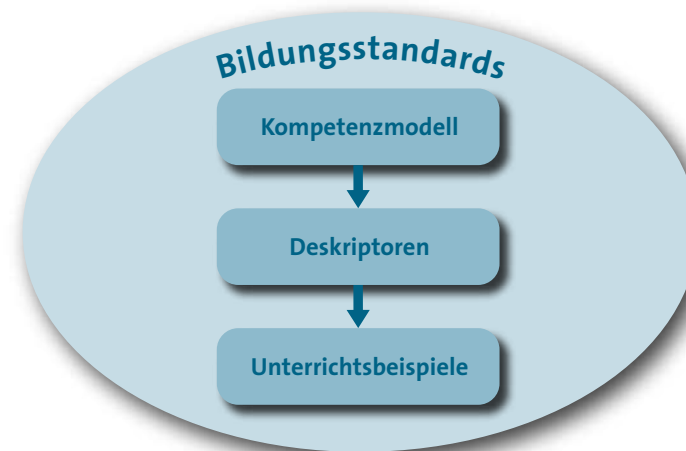 Bildungsstandards
Kompetenzmodell
Deskriptoren
Unterrichtsbeispiele